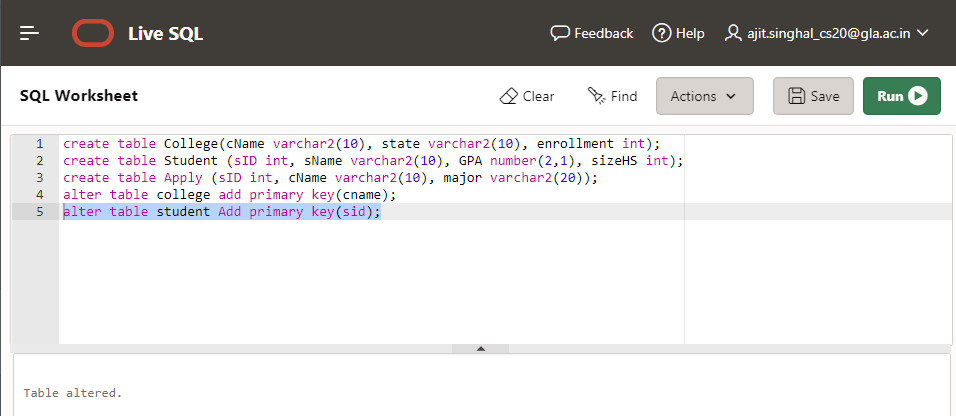 Live SQL
Feedback
Help
ajit.singhal_cs20@gla.ac.in
SQL Worksheet
Clear
Find
Actions
Save
Run
1 create table College(cName varchar2(10), state varchar2(10), enrollment int);
2 create table Student (sID int, sName varchar2(10), GPA number(2,1), sizeHS int);
3 create table Apply (sID int, cName varchar2(10), major varchar2(20));
4 alter table college add primary key(cname);
5 alter table student Add primary key(sid);
Table altered.